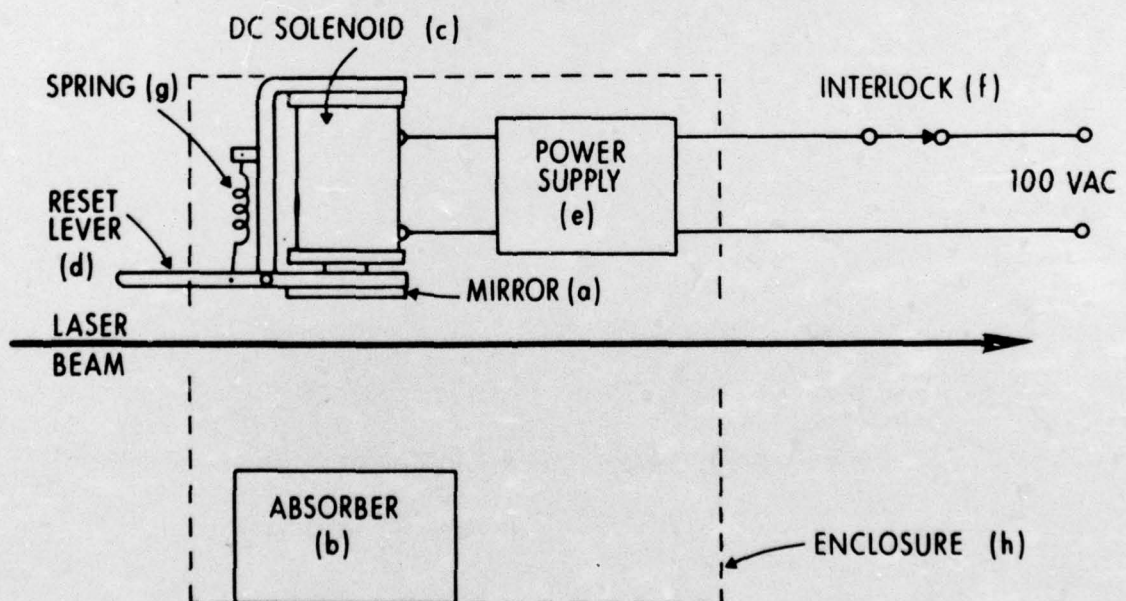 DC SOLENOID (c)
SPRING (g)
INTERLOCK (f)
POWER
SUPPLY
(e)
100 VAC
RESET
LEVER
(d)
MIRROR (a)
LASER
BEAM
ABSORBER
(b)
ENCLOSURE (h)